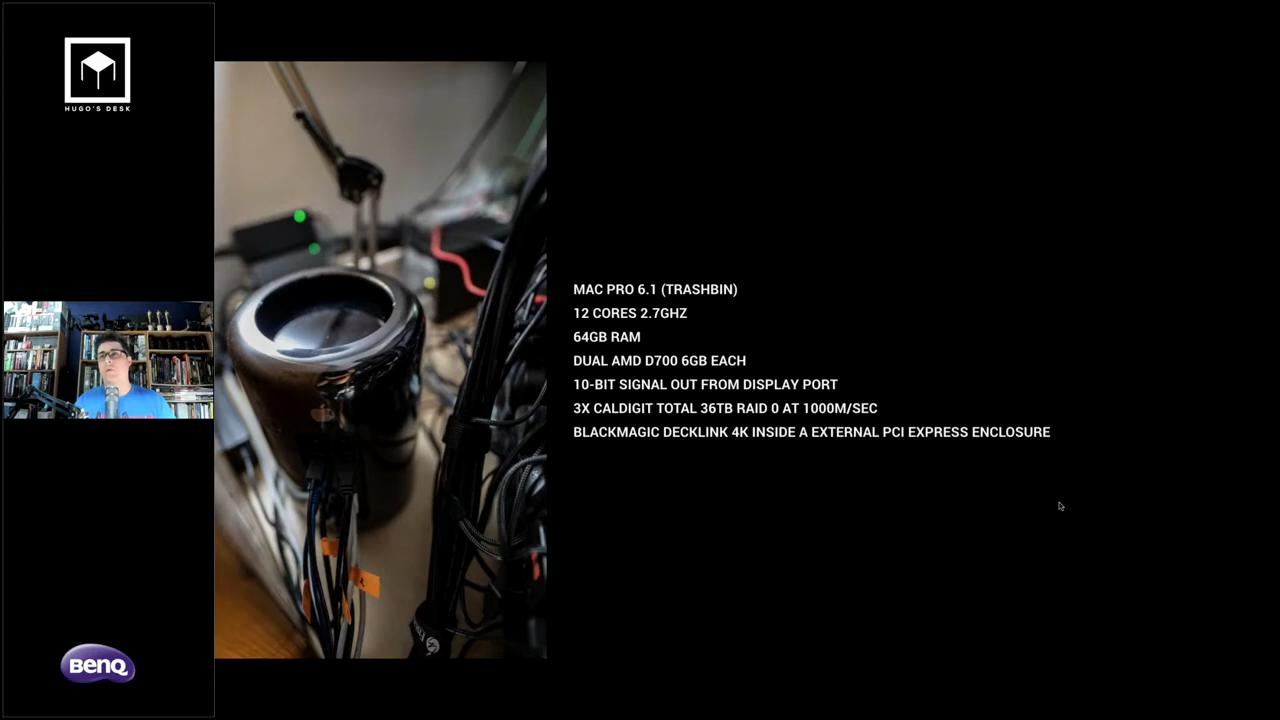 HUGO'S DESK
MAC PRO 6.1 (TRASHBIN)
12 CORES 2.7GHZ
64GB RAM
DUAL AMD D700 6GB EACH
10-BIT SIGNAL OUT FROM DISPLAY PORT
3X CALDIGIT TOTAL 36TB RAID 0 AT 1000M/SEC
BLACKMAGIC DECKLINK 4K INSIDE A EXTERNAL PCI EXPRESS ENCLOSURE
BenQ